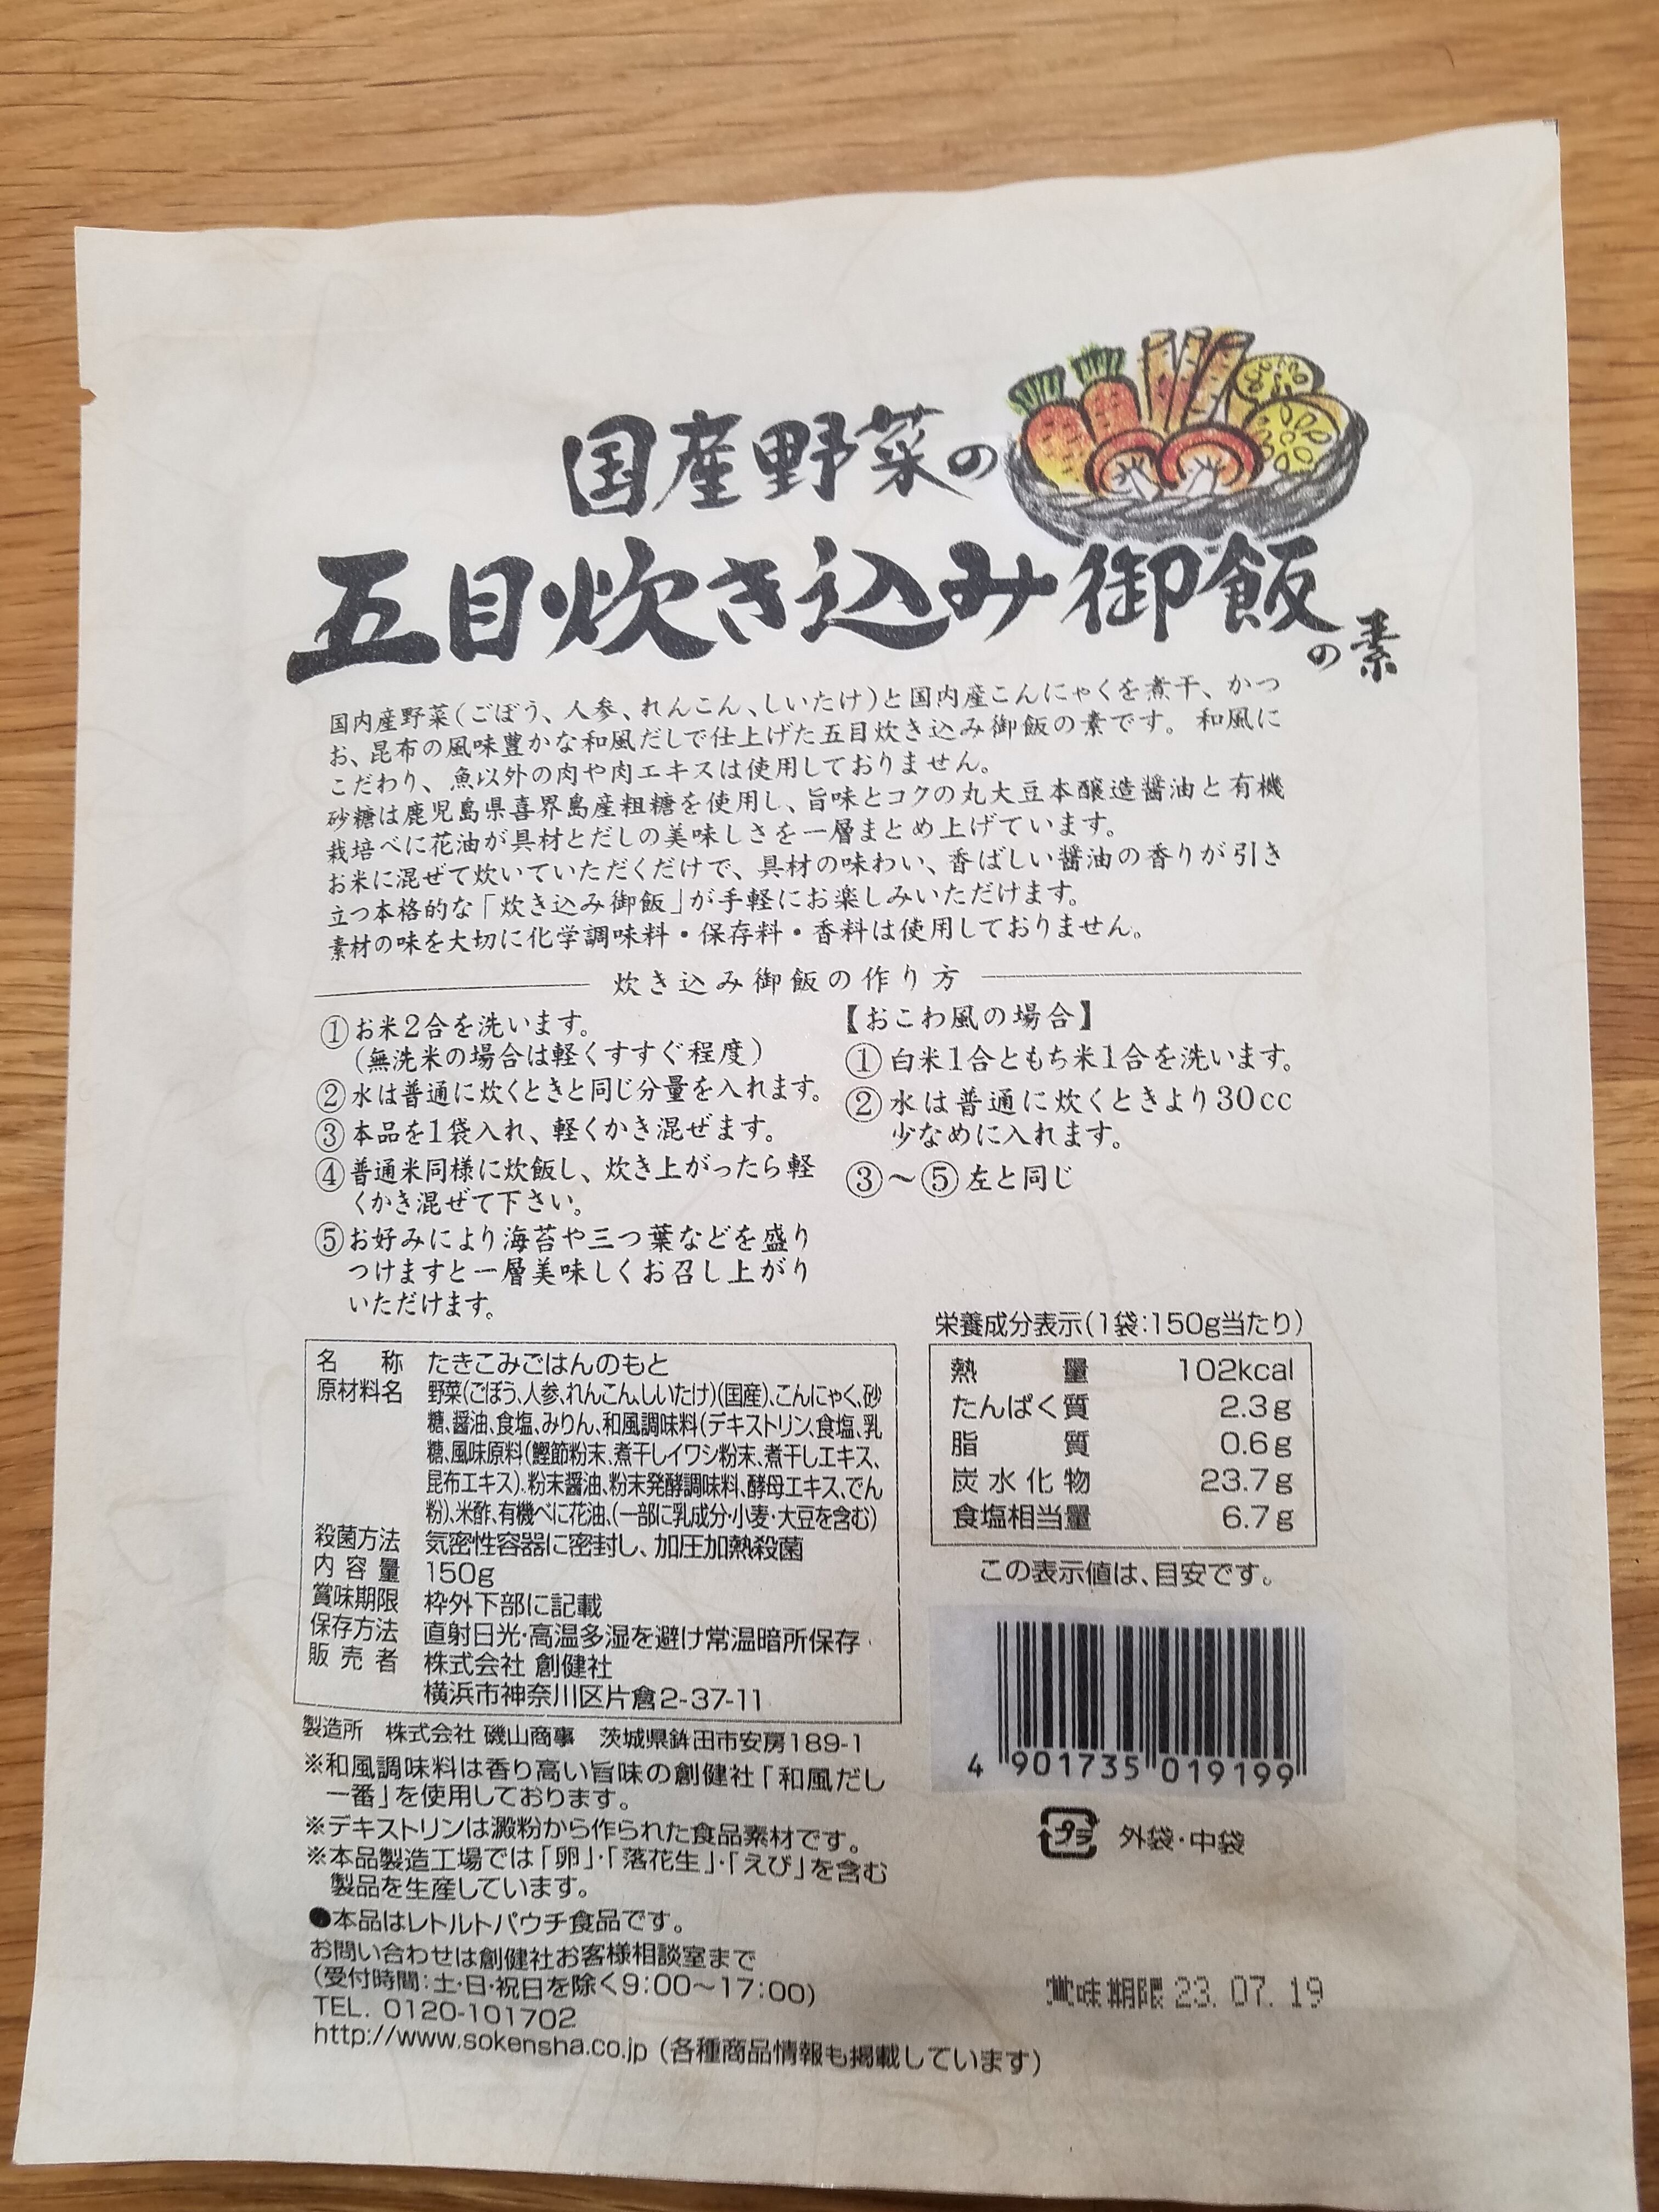 国産野菜の
五目炊き込み御飯の素
国内産野菜(ごぼう、人参、れんこん、しいたけ)と国内産こんにゃくを煮干、かつ
お、昆布の風味豊かな和風だしで仕上げた五目炊き込み御飯の素です。和風に
こだわり、魚以外の肉や肉エキスは使用しておりません。
砂糖は鹿児島県喜界島産粗糖を使用し、旨味とコクの丸大豆本醸造醤油と有機
栽培べに花油が具材とだしの美味しさを一層まとめ上げています。
お米に混ぜて炊いていただくだけで、具材の味わい、香ばしい醤油の香りが引き
立つ本格的な「炊き込み御飯」が手軽にお楽しみいただけます。
素材の味を大切に化学調味料・保存料・香料は使用しておりません。
炊き込み御飯の作り方
①お米2合を洗います。
(無洗米の場合は軽くすすぐ程度)
②水は普通に炊くときと同じ分量を入れます。
③本品を1袋入れ、軽くかき混ぜます。
④普通米同様に炊飯し、炊き上がったら軽
くかき混ぜて下さい。
⑤お好みにより海苔や三つ葉などを盛り
つけますと一層美味しくお召し上がり
いただけます。
【おこわ風の場合】
①白米1合ともち米1合を洗います。
②水は普通に炊くときより30cc
少なめに入れます。
③～⑤左と同じ
名称 たきこみごはんのもと
原材料名 野菜(ごぼう、人参、れんこん、しいたけ)(国産)、こんにゃく、砂
糖、醤油、食塩、みりん、和風調味料(デキストリン、食塩、乳
糖、風味原料(鰹節粉末、煮干しイワシ粉末、煮干しエキス、
昆布エキス)、粉末醤油、粉末発酵調味料、酵母エキス、でん
粉)、米酢、有機べに花油、(一部に乳成分・小麦・大豆を含む)
殺菌方法 気密性容器に密封し、加圧加熱殺菌
内容量 150g
賞味期限 枠外下部に記載
保存方法 直射日光・高温多湿を避け常温暗所保存
販売者 株式会社 創健社
横浜市神奈川区片倉2-37-11
製造所 株式会社 磯山商事 茨城県鉾田市安房189-1
※和風調味料は香り高い旨味の創健社「和風だし
一番」を使用しております。
※デキストリンは澱粉から作られた食品素材です。
※本品製造工場では「卵」・「落花生」・「えび」を含む
製品を生産しています。
●本品はレトルトパウチ食品です。
お問い合わせは創健社お客様相談室まで
(受付時間:土・日・祝日を除く9:00～17:00)
TEL. 0120-101702
http://www.sokensha.co.jp (各種商品情報も掲載しています)
栄養成分表示(1袋:150g当たり)
熱量 102kcal
たんぱく質 2.3g
脂質 0.6g
炭水化物 23.7g
食塩相当量 6.7g
この表示値は、目安です。
4 901735 019199
プラ 外袋・中袋
賞味期限 23.07.19